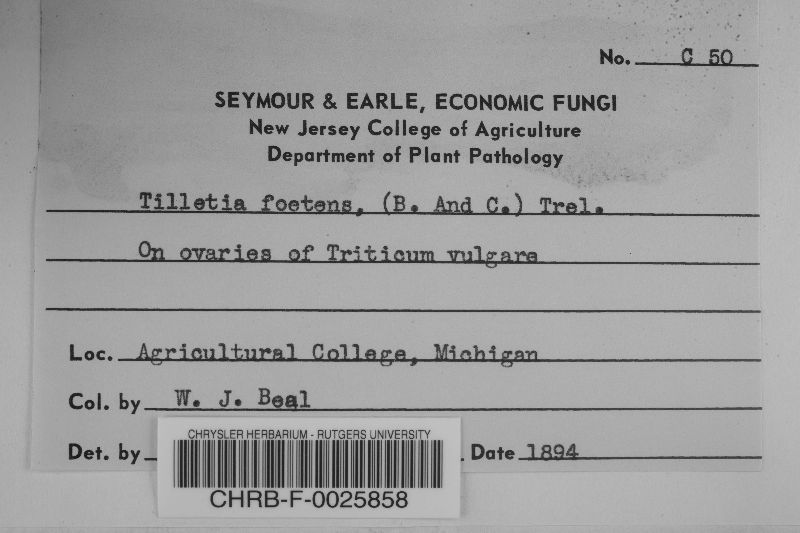 No. C 50
SEYMOUR & EARLE, ECONOMIC FUNGI
New Jersey College of Agriculture
Department of Plant Pathology
Tilletia foetens, (B. And C.) Trel.
On ovaries of Triticum vulgare
Loc. Agricultural College, Michigan
Col. by W. J. Beal
Det. by Date 1894
CHRYSLER HERBARIUM - RUTGERS UNIVERSITY
CHRB-F-0025858